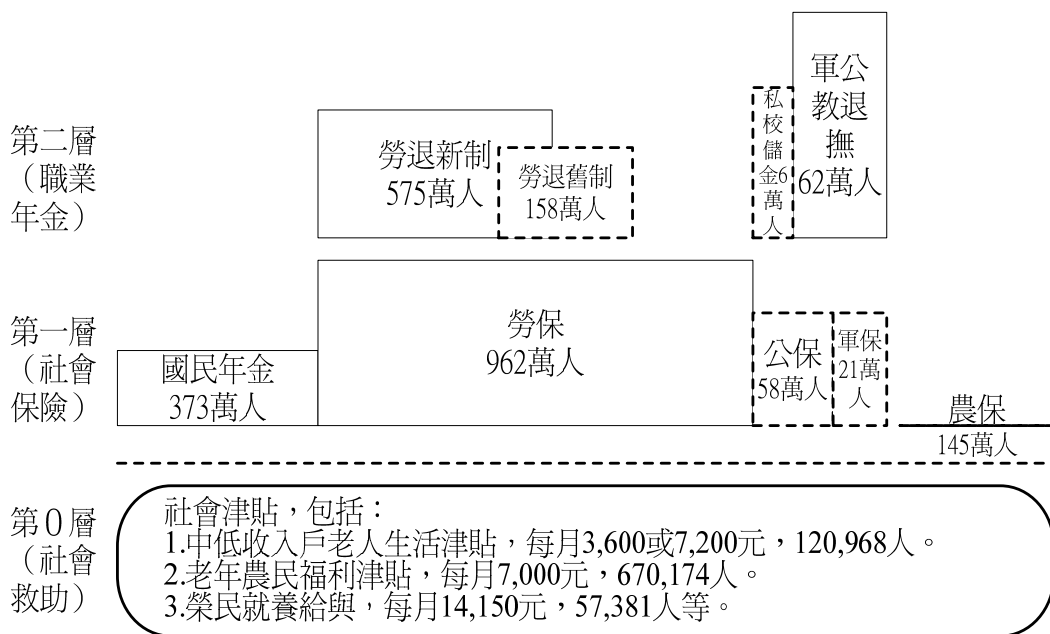 第二層
（職業
年金）
勞退新制
575萬人
勞退舊制
158萬人
私
校
儲
金6
萬
人
軍公
教退
撫
62萬人
第一層
（社會
保險）
國民年金
373萬人
勞保
962萬人
公保
58萬人
軍保
21萬
人
農保
145萬人
第０層
（社會
救助）
社會津貼，包括：
1.中低收入戶老人生活津貼，每月3,600或7,200元，120,968人。
2.老年農民福利津貼，每月7,000元，670,174人。
3.榮民就養給與，每月14,150元，57,381人等。